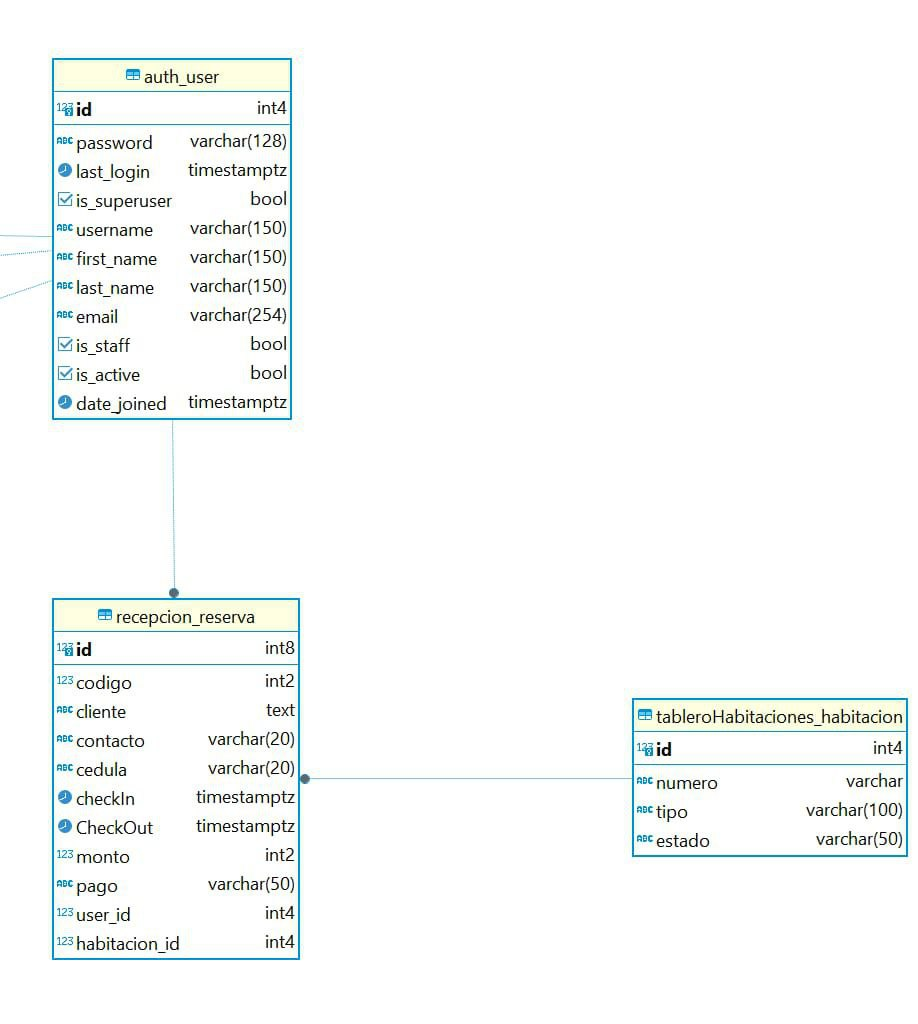 auth_user
id int4
password varchar(128)
last_login timestamptz
is_superuser bool
username varchar(150)
first_name varchar(150)
last_name varchar(150)
email varchar(254)
is_staff bool
is_active bool
date_joined timestamptz
recepcion_reserva
id int8
codigo int2
cliente text
contacto varchar(20)
cedula varchar(20)
checkIn timestamptz
CheckOut timestamptz
monto int2
pago varchar(50)
user_id int4
habitacion_id int4
tableroHabitaciones_habitacion
id int4
numero varchar
tipo varchar(100)
estado varchar(50)